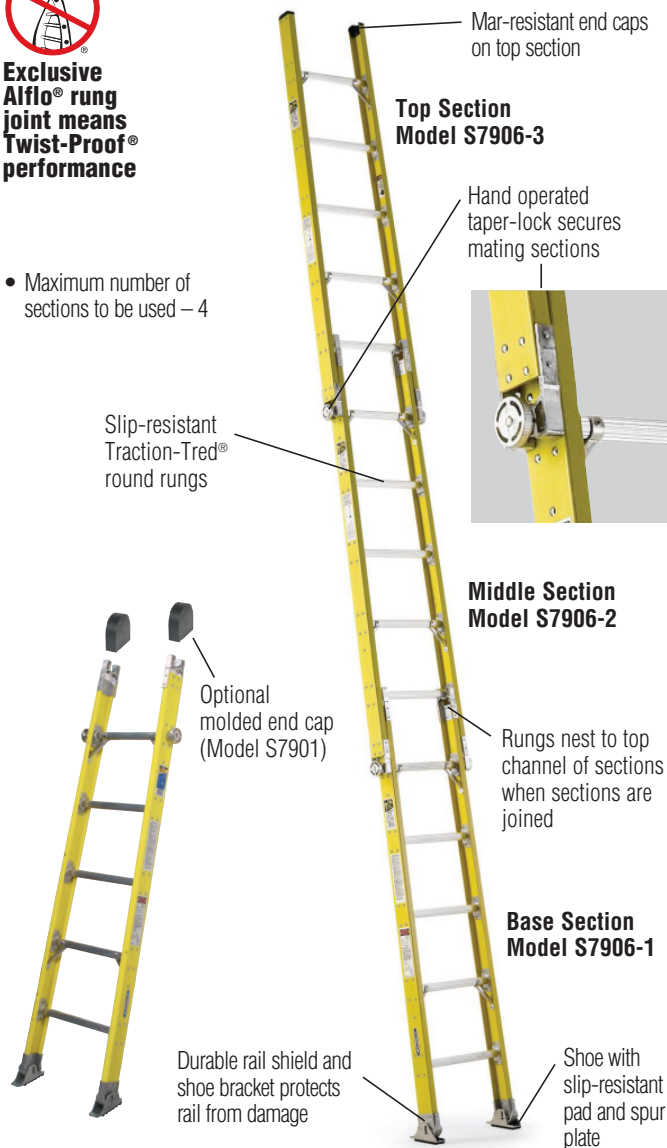 ®
Exclusive
Alflo® rung
joint means
Twist-Proof®
performance
• Maximum number of
sections to be used – 4
Mar-resistant end caps
on top section
Top Section
Model S7906-3
Hand operated
taper-lock secures
mating sections
Slip-resistant
Traction-Tred®
round rungs
Middle Section
Model S7906-2
Optional
molded end cap
(Model S7901)
Rungs nest to top
channel of sections
when sections are
joined
Base Section
Model S7906-1
Durable rail shield and
shoe bracket protects
rail from damage
Shoe with
slip-resistant
pad and spur
plate